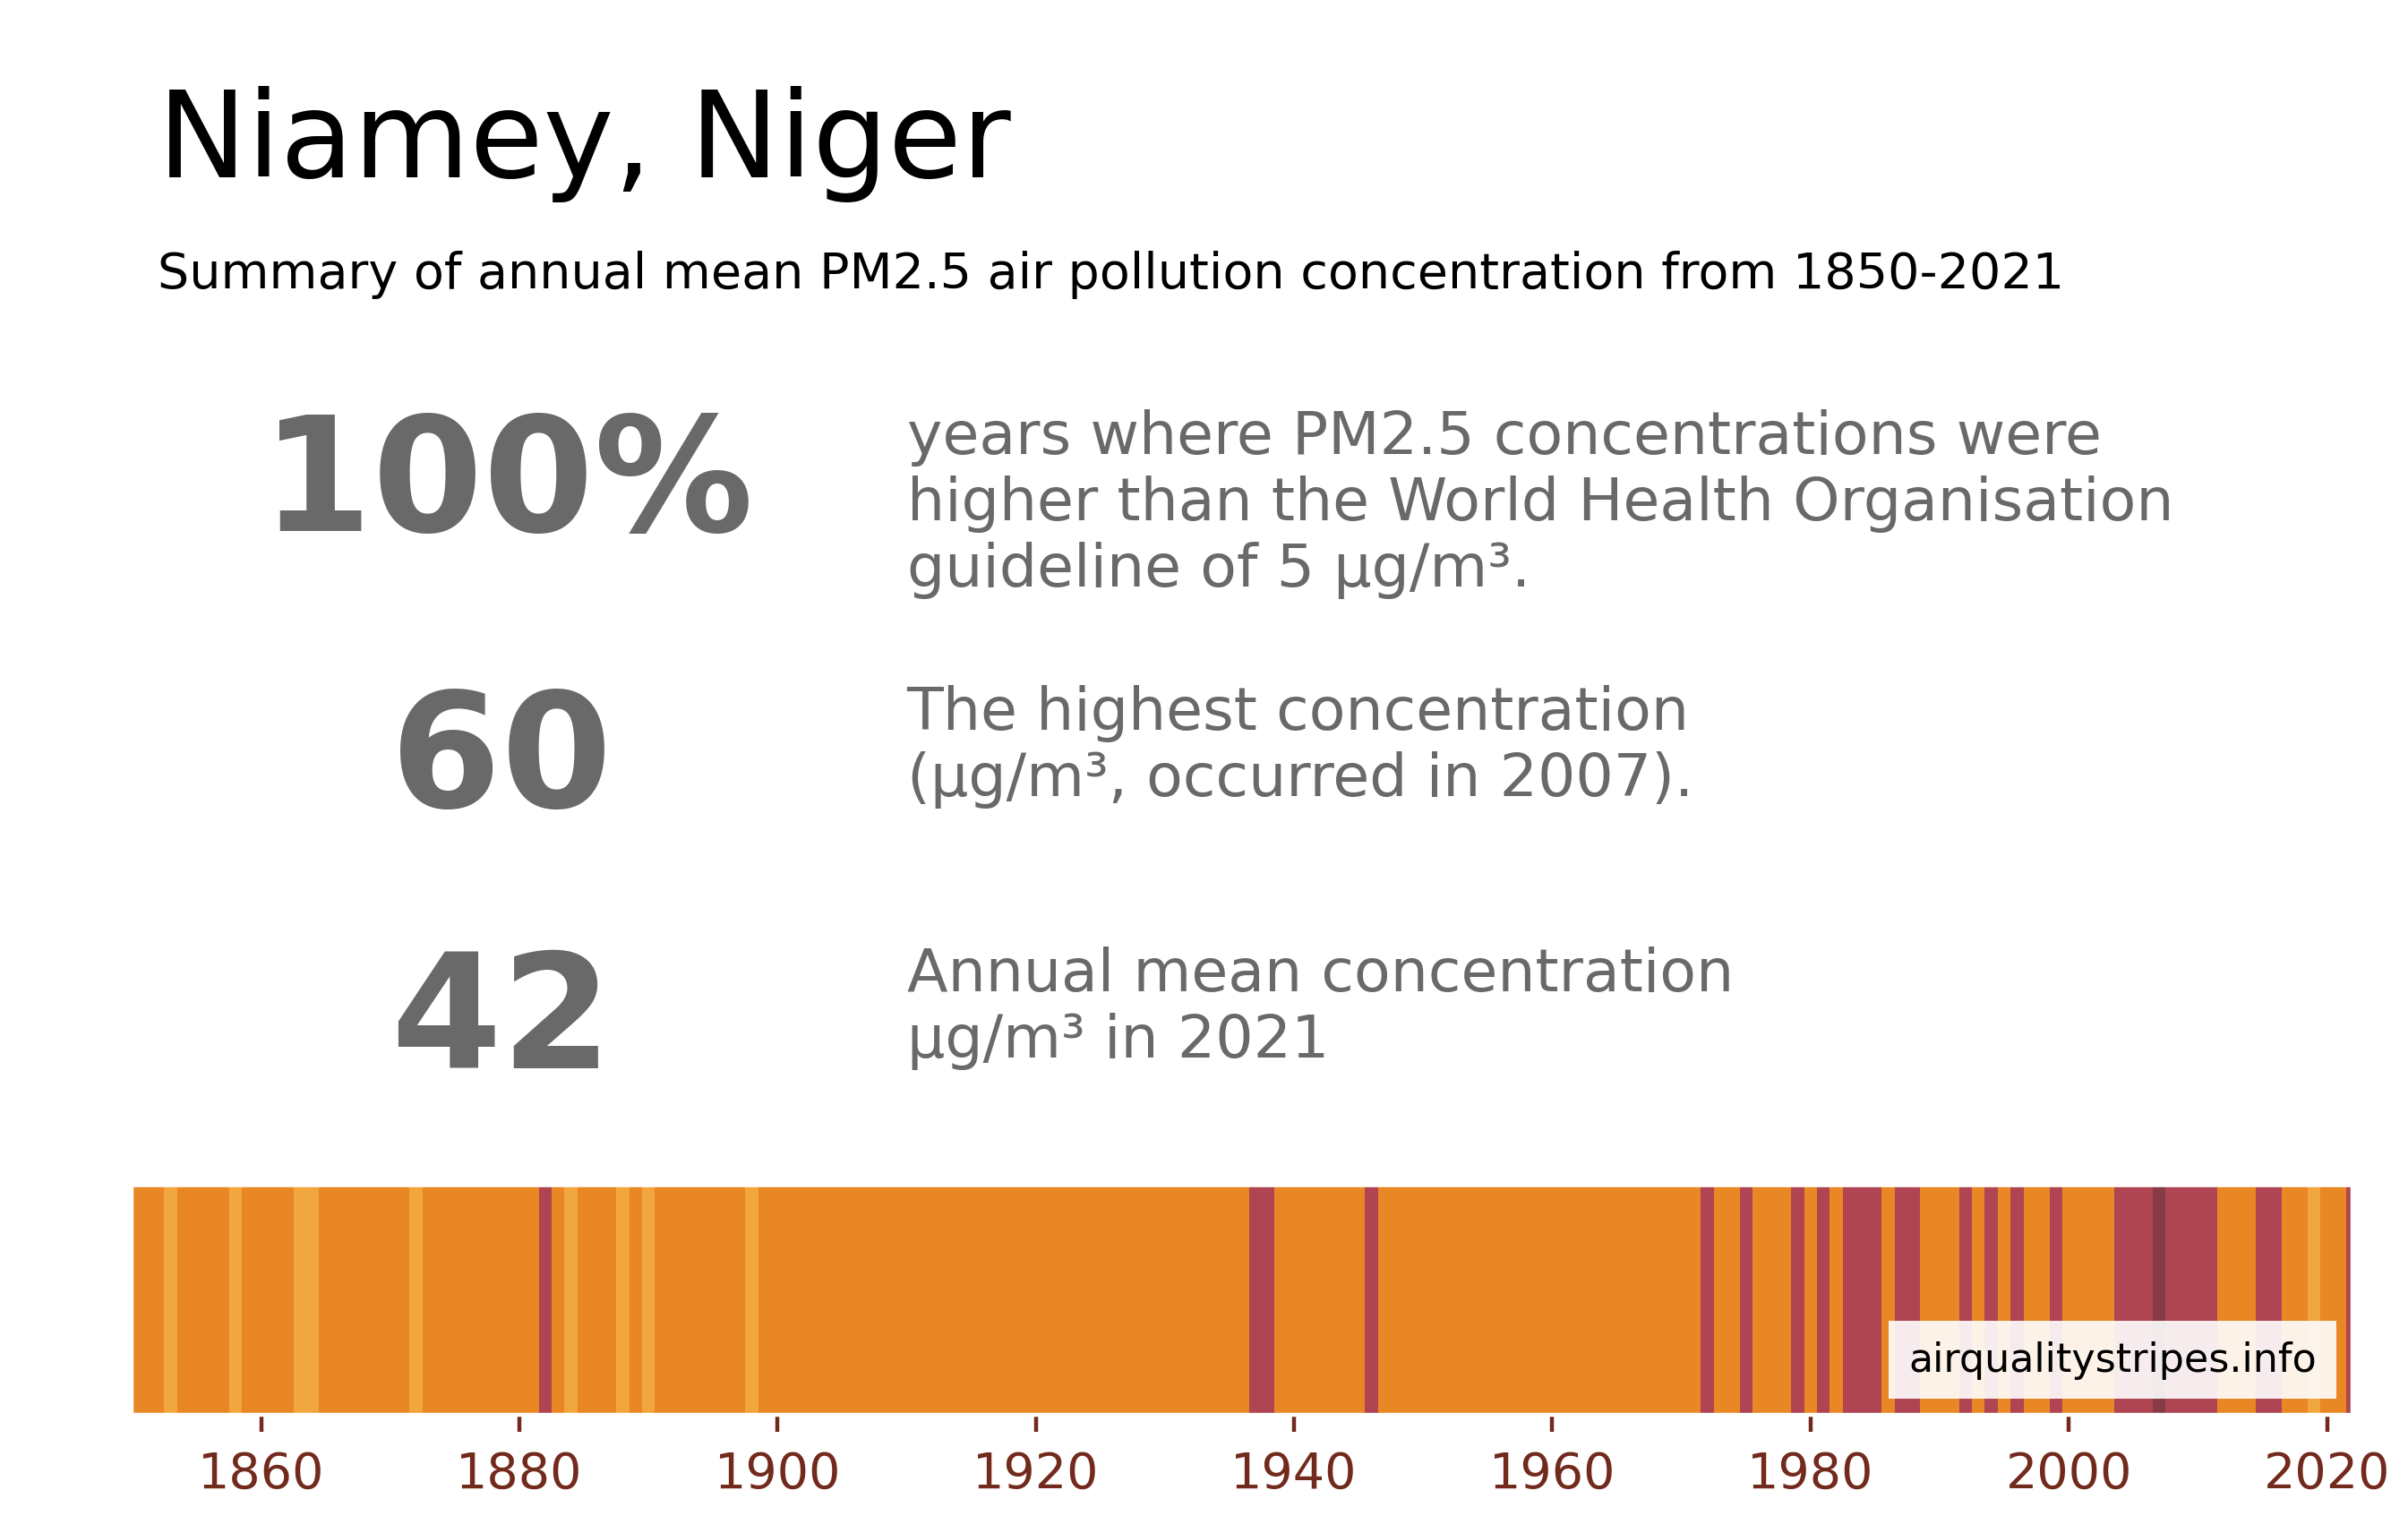 Niamey, Niger
Summary of annual mean PM2.5 air pollution concentration from 1850-2021
100%
years where PM2.5 concentrations were
higher than the World Health Organisation
guideline of 5 µg/m³.
60
The highest concentration
(µg/m³, occurred in 2007).
42
Annual mean concentration
µg/m³ in 2021
airqualitystripes.info
1860 1880 1900 1920 1940 1960 1980 2000 2020